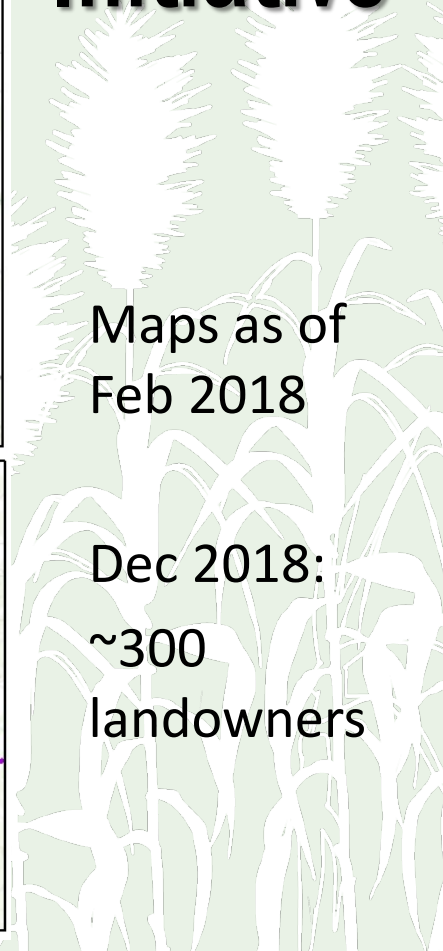 Initiative
Maps as of
Feb 2018
Dec 2018:
~300
landowners